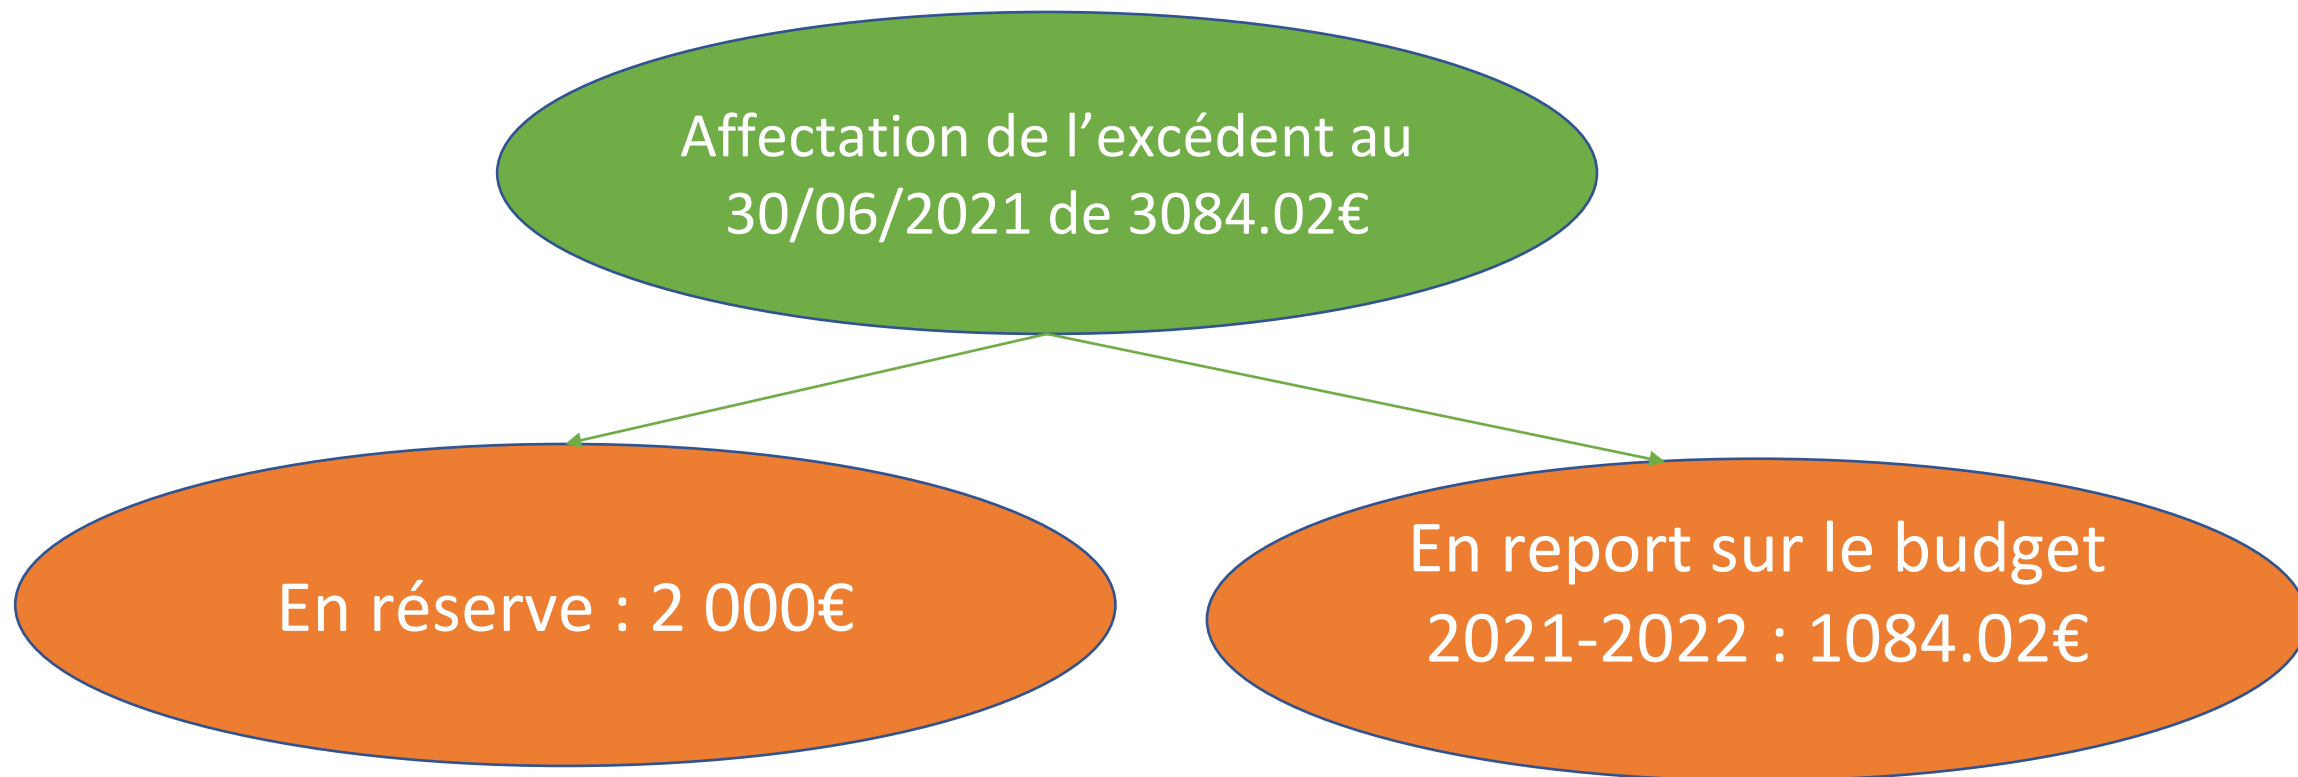 Affectation de l’excédent au
30/06/2021 de 3084.02€
En réserve : 2 000€
En report sur le budget
2021-2022 : 1084.02€